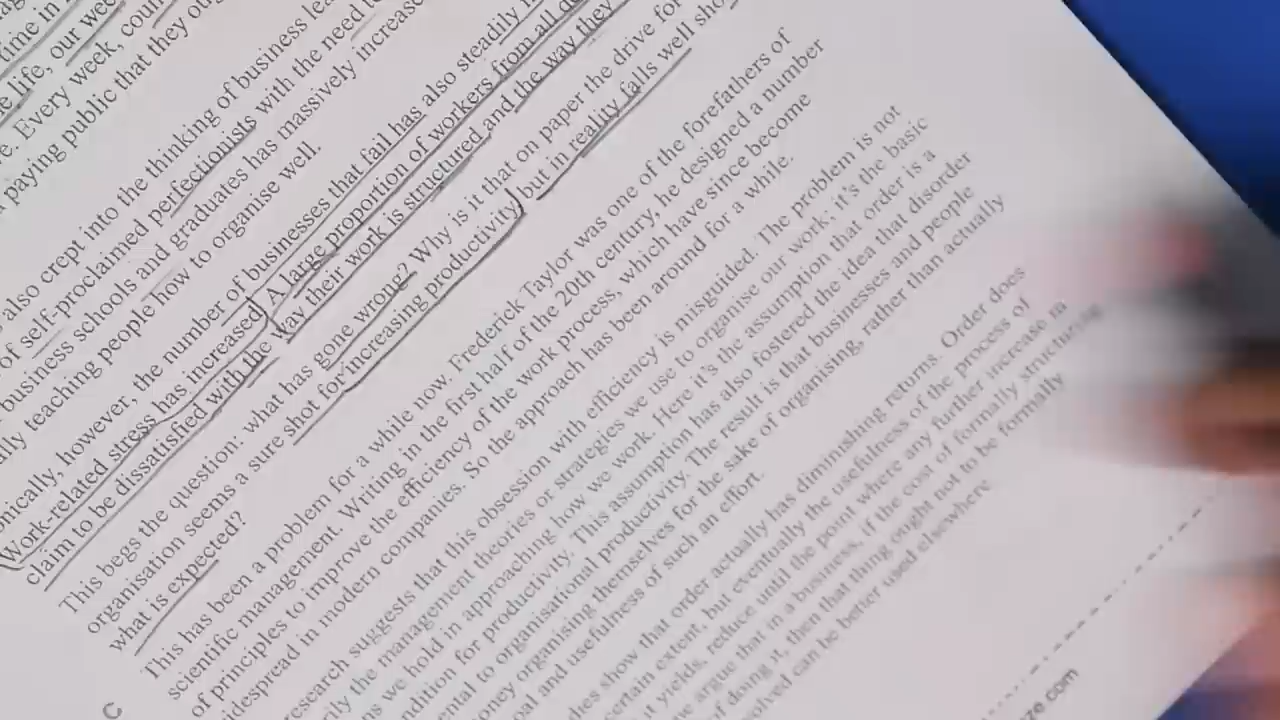 time in
e life, our week
e. Every week, coun
paying public that they
also crept into the thinking of business lea
of self-proclaimed perfectionists with the need to
business schools and graduates has massively increase
lly teaching people how to organise well.
onically, however, the number of businesses that fail has also steadily in
Work-related stress has increased. A large proportion of workers from all
claim to be dissatisfied with the way their work is structured and the way they
This begs the question: what has gone wrong? Why is it that on paper the drive for
organisation seems a sure shot for increasing productivity, but in reality falls well sho
what is expected?
C
This has been a problem for a while now. Frederick Taylor was one of the forefathers of
scientific management. Writing in the first half of the 20th century, he designed a number
of principles to improve the efficiency of the work process, which have since become
idespread in modern companies. So the approach has been around for a while.
esearch suggests that this obsession with efficiency is misguided. The problem is not
rily the management theories or strategies we use to organise our work; it's the basic
ns we hold in approaching how we work. Here it's the assumption that order is a
ndition for productivity. This assumption has also fostered the idea that disorder
ental to organisational productivity. The result is that businesses and people
oney organising themselves for the sake of organising, rather than actually
oal and usefulness of such an effort.
dies show that order actually has diminishing returns. Order does
certain extent, but eventually the usefulness of the process of
it yields, reduce until the point where any further increase in
e argue that in a business, if the cost of formally structuring
of doing it, then that thing ought not to be formally
olved can be better used elsewhere
ze.com